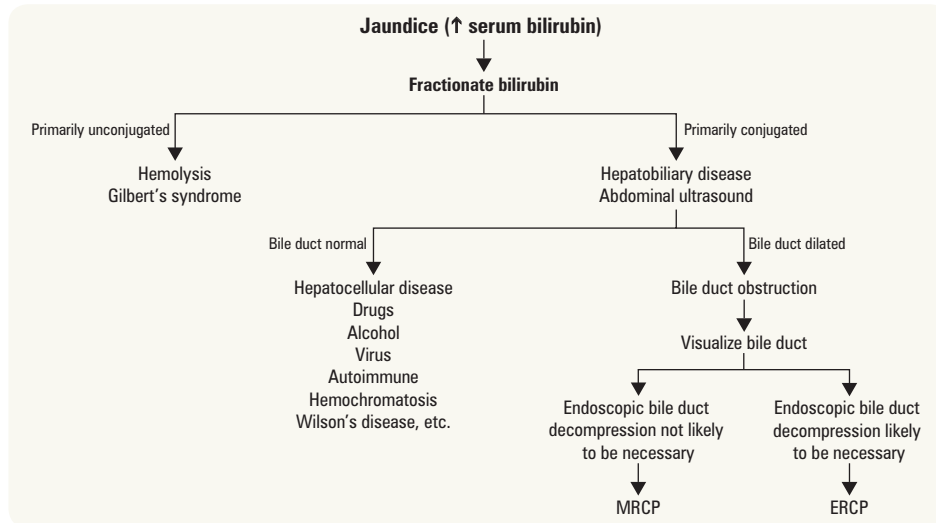 Jaundice (↑ serum bilirubin)
Fractionate bilirubin
Primarily unconjugated
Primarily conjugated
Hemolysis
Gilbert's syndrome
Hepatobiliary disease
Abdominal ultrasound
Bile duct normal
Bile duct dilated
Hepatocellular disease
Drugs
Alcohol
Virus
Autoimmune
Hemochromatosis
Wilson's disease, etc.
Bile duct obstruction
Visualize bile duct
Endoscopic bile duct
decompression not likely
to be necessary
Endoscopic bile duct
decompression likely
to be necessary
MRCP
ERCP